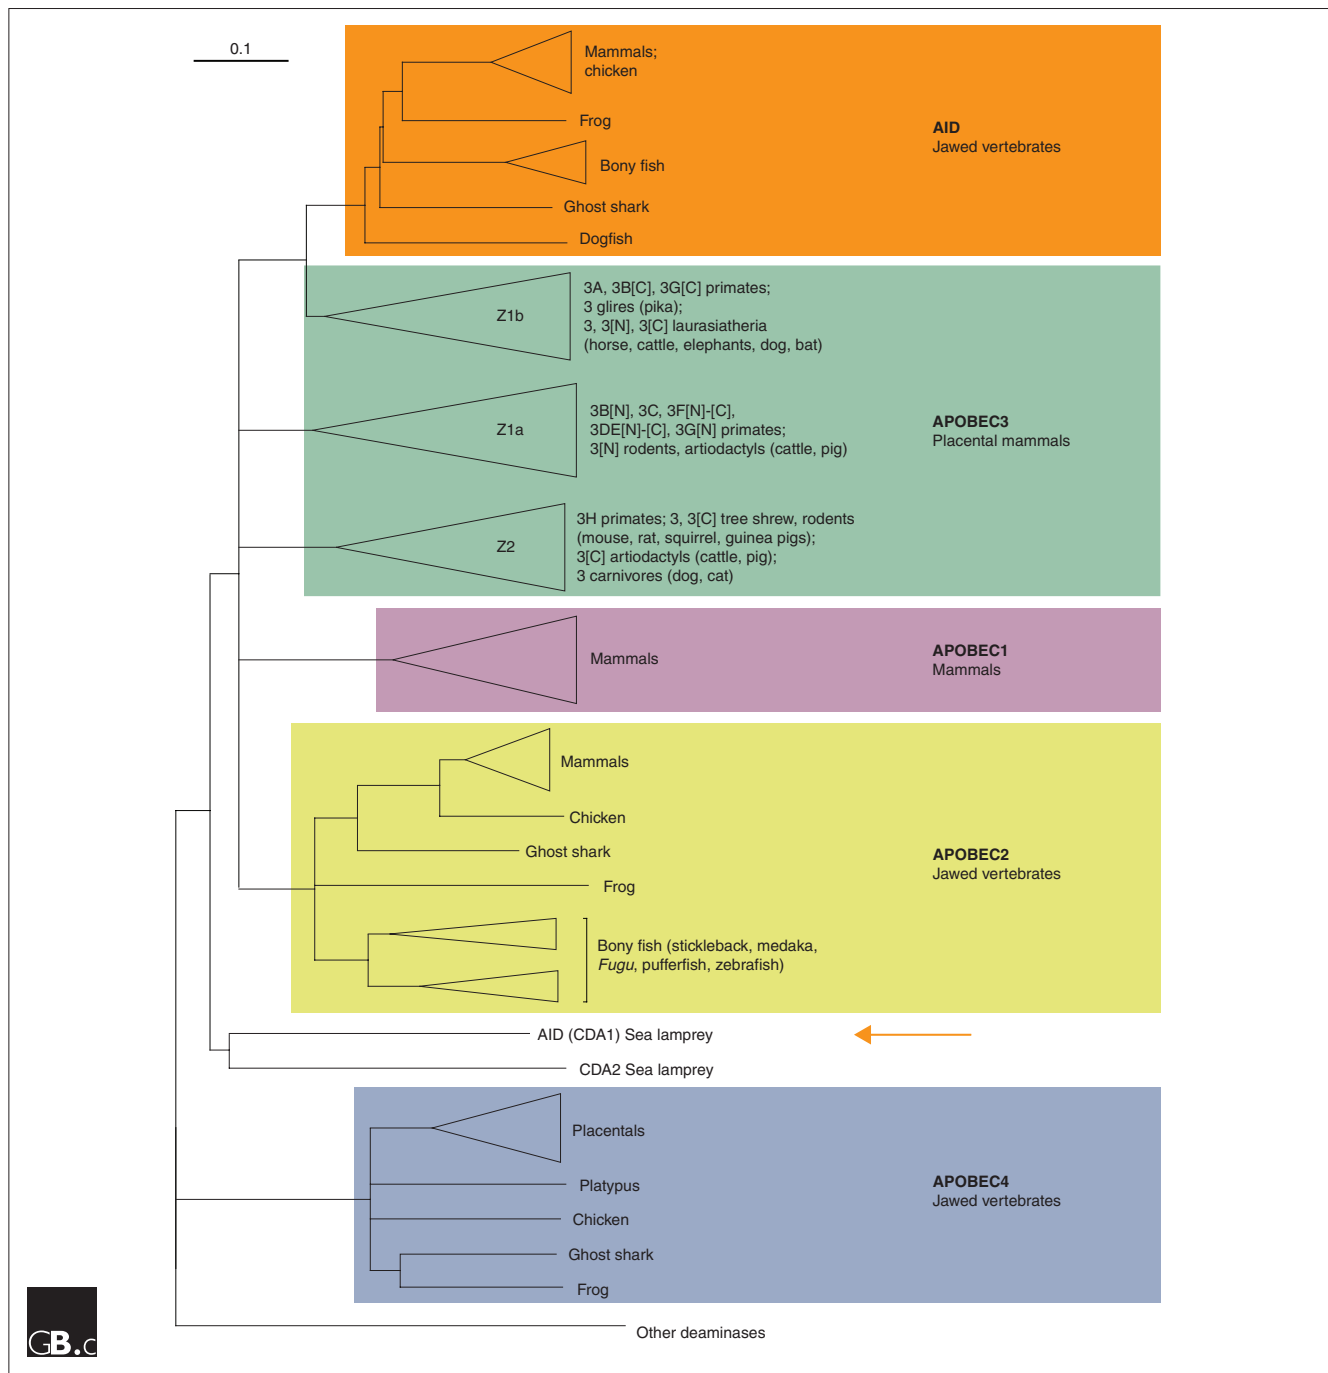 0.1
Mammals;
chicken
Frog
Bony fish
Ghost shark
Dogfish
AID
Jawed vertebrates
Z1b
3A, 3B[C], 3G[C] primates;
3 glires (pika);
3, 3[N], 3[C] laurasiatheria
(horse, cattle, elephants, dog, bat)
Z1a
3B[N], 3C, 3F[N]-[C],
3DE[N]-[C], 3G[N] primates;
3[N] rodents, artiodactyls (cattle, pig)
APOBEC3
Placental mammals
Z2
3H primates; 3, 3[C] tree shrew, rodents
(mouse, rat, squirrel, guinea pigs);
3[C] artiodactyls (cattle, pig);
3 carnivores (dog, cat)
Mammals
APOBEC1
Mammals
Mammals
Chicken
Ghost shark
Frog
Bony fish (stickleback, medaka,
Fugu, pufferfish, zebrafish)
APOBEC2
Jawed vertebrates
AID (CDA1) Sea lamprey
CDA2 Sea lamprey
Placentals
Platypus
Chicken
Ghost shark
Frog
APOBEC4
Jawed vertebrates
Other deaminases
GB.c